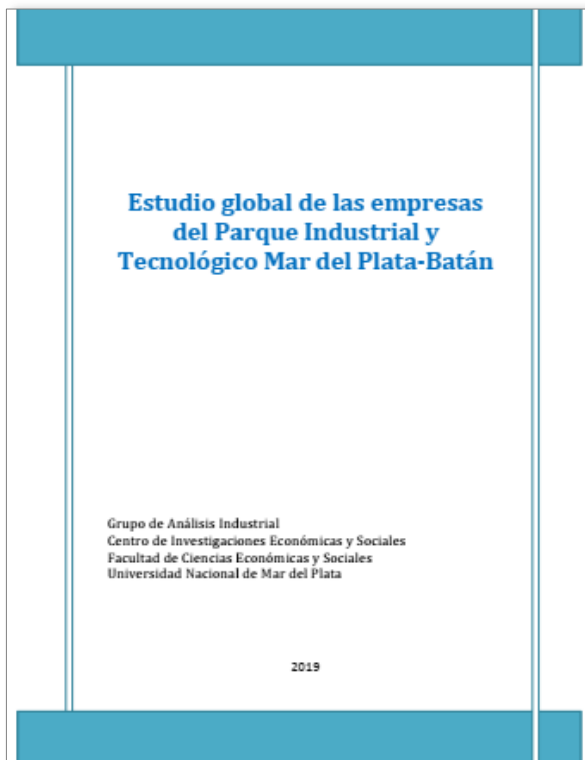 Estudio global de las empresas
del Parque Industrial y
Tecnológico Mar del Plata-Batán
Grupo de Análisis Industrial
Centro de Investigaciones Económicas y Sociales
Facultad de Ciencias Económicas y Sociales
Universidad Nacional de Mar del Plata
2019